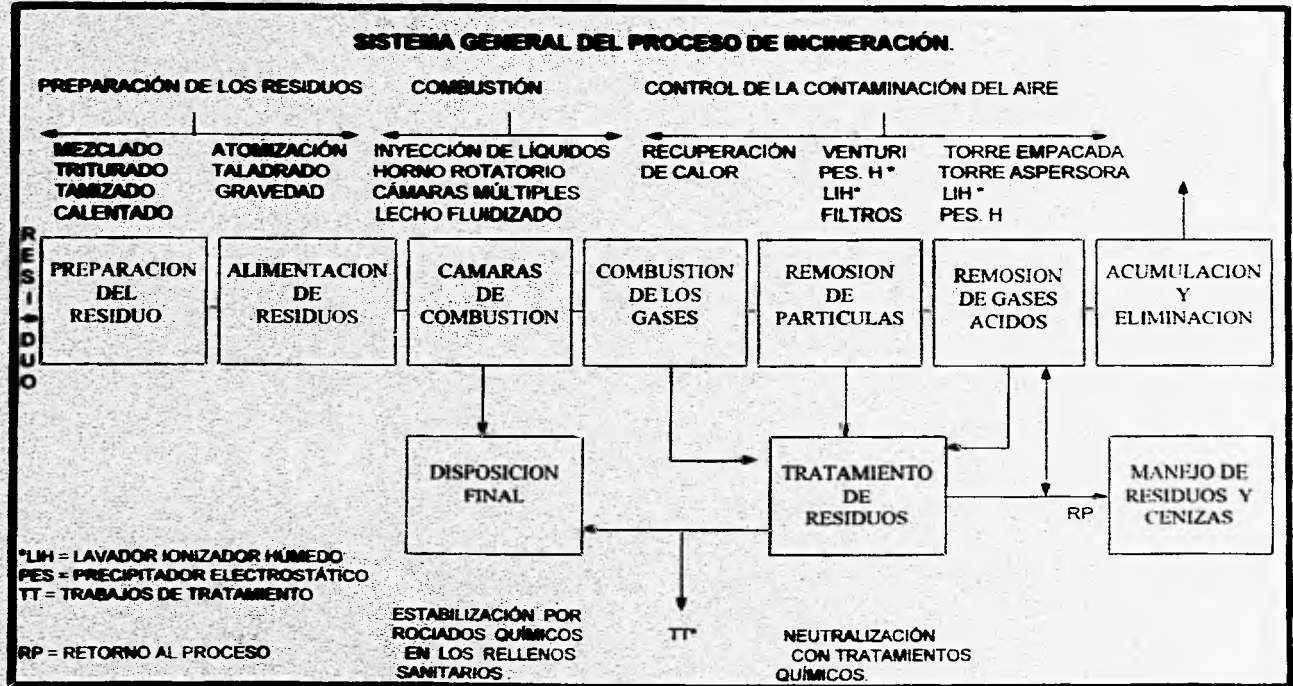 SISTEMA GENERAL DEL PROCESO DE INCINERACIÓN.
PREPARACIÓN DE LOS RESIDUOS
COMBUSTIÓN
CONTROL DE LA CONTAMINACIÓN DEL AIRE
MEZCLADO
TRITURADO
TAMIZADO
CALENTADO
ATOMIZACIÓN
TALADRADO
GRAVEDAD
INYECCIÓN DE LÍQUIDOS
HORNO ROTATORIO
CÁMARAS MÚLTIPLES
LECHO FLUIDIZADO
RECUPERACIÓN
DE CALOR
VENTURI
PES. H *
LIH*
FILTROS
TORRE EMPACADA
TORRE ASPERSORA
LIH *
PES. H
RESIDUO
PREPARACION
DEL
RESIDUO
ALIMENTACION
DE
RESIDUOS
CAMARAS
DE
COMBUSTION
COMBUSTION
DE LOS
GASES
REMOSION
DE
PARTICULAS
REMOSION
DE GASES
ACIDOS
ACUMULACION
Y
ELIMINACION
DISPOSICION
FINAL
TRATAMIENTO
DE
RESIDUOS
RP
MANEJO DE
RESIDUOS Y
CENIZAS
*LIH = LAVADOR IONIZADOR HÚMEDO
PES = PRECIPITADOR ELECTROSTÁTICO
TT = TRABAJOS DE TRATAMIENTO
RP = RETORNO AL PROCESO
ESTABILIZACIÓN POR
ROCIADOS QUÍMICOS
EN LOS RELLENOS
SANITARIOS.
TT*
NEUTRALIZACIÓN
CON TRATAMIENTOS
QUÍMICOS.